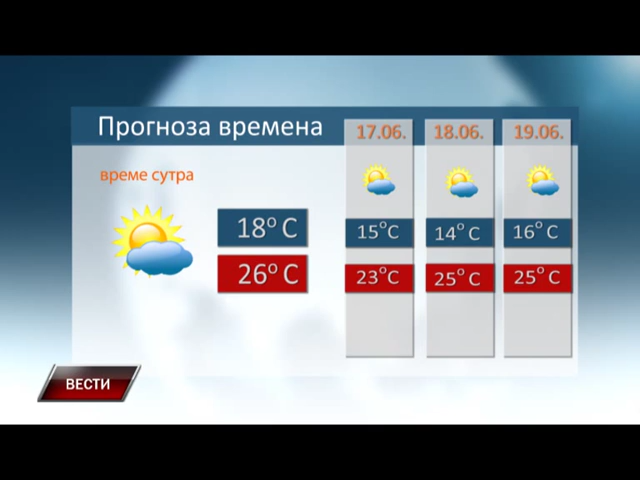 Прогноза времена
17.06. 18.06. 19.06.
време сутра
18° C 15°C 14°C 16°C
26° C 23°C 25°C 25°C
ВЕСТИ